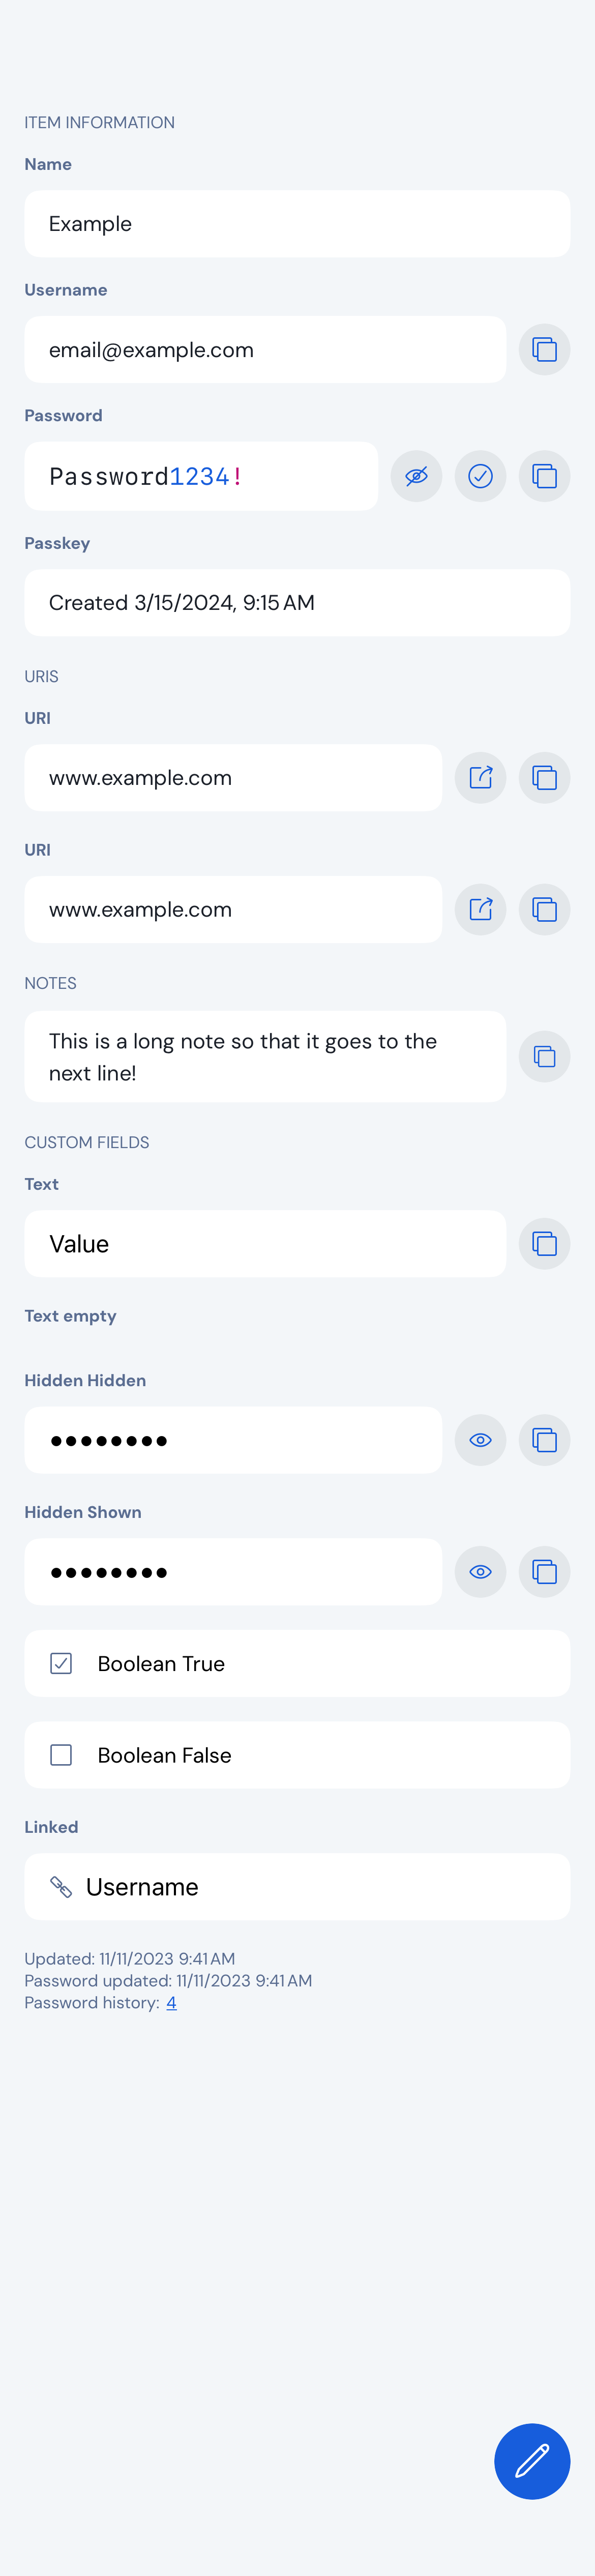 ITEM INFORMATION
Name
Example
Username
email@example.com
Password
Password1234!
Passkey
Created 3/15/2024, 9:15 AM
URIS
URI
www.example.com
URI
www.example.com
NOTES
This is a long note so that it goes to the
next line!
CUSTOM FIELDS
Text
Value
Text empty
Hidden Hidden
••••••••
Hidden Shown
••••••••
Boolean True
Boolean False
Linked
Username
Updated: 11/11/2023 9:41 AM
Password updated: 11/11/2023 9:41 AM
Password history: 4